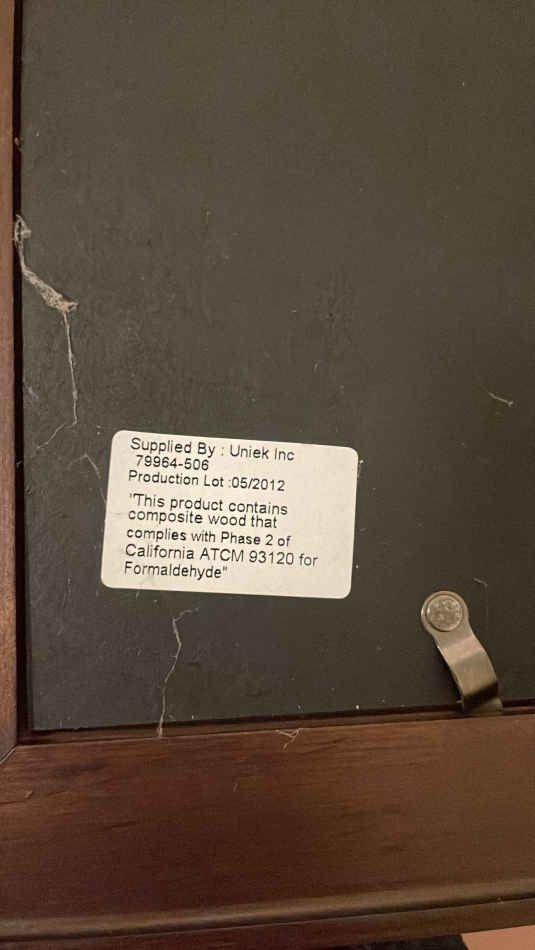 Supplied By : Uniek Inc
79964-506
Production Lot :05/2012
"This product contains
composite wood that
complies with Phase 2 of
California ATCM 93120 for
Formaldehyde"